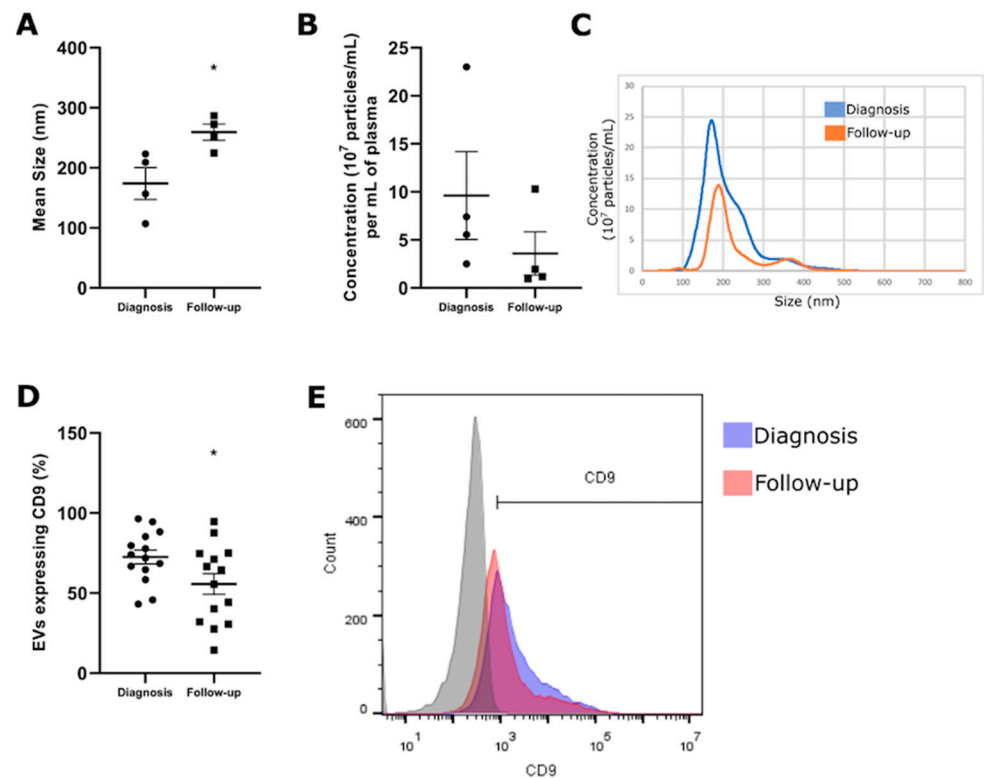 A
Mean Size (nm)
400
300
200
100
0
*
Diagnosis
Follow-up
B
Concentration (10⁷ particles/mL)
per mL of plasma
25
20
15
10
5
0
Diagnosis
Follow-up
C
Concentration
(10⁷ particles/mL)
30
25
20
15
10
5
0
0 100 200 300 400 500 600 700 800
Size (nm)
Diagnosis
Follow-up
D
EVs expressing CD9 (%)
150
100
50
0
*
Diagnosis
Follow-up
E
Count
600
400
200
0
CD9
10¹ 10³ 10⁵ 10⁷
CD9
Diagnosis
Follow-up